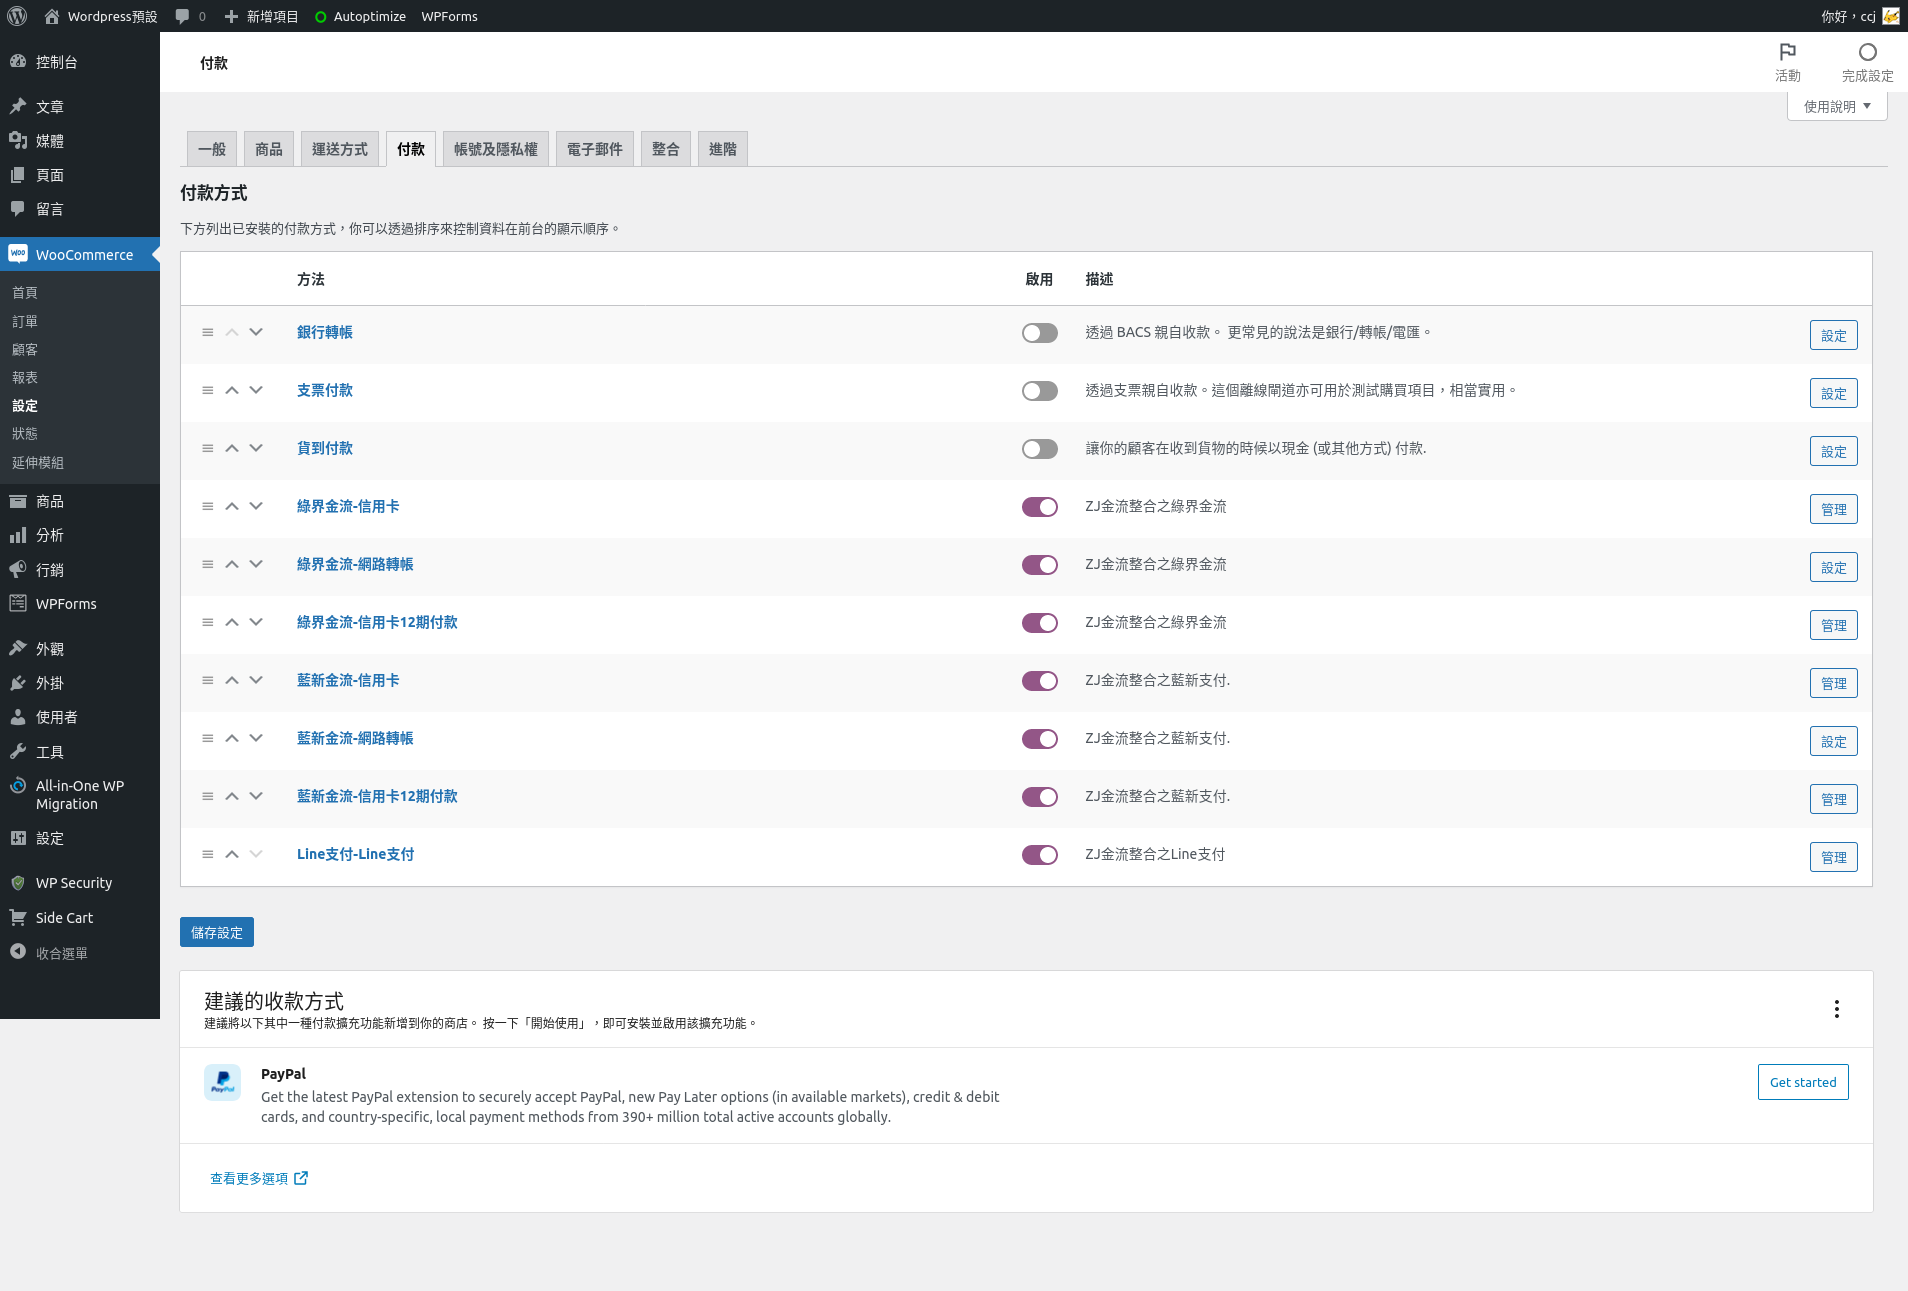 Wordpress預設 0 新增項目 Autoptimize WPForms 你好，ccj
控制台
文章
媒體
頁面
留言
WooCommerce
首頁
訂單
顧客
報表
設定
狀態
延伸模組
商品
分析
行銷
WPForms
外觀
外掛
使用者
工具
All-in-One WP
Migration
設定
WP Security
Side Cart
收合選單
付款
活動 完成設定
使用說明
一般 商品 運送方式 付款 帳號及隱私權 電子郵件 整合 進階
付款方式
下方列出已安裝的付款方式，你可以透過排序來控制資料在前台的顯示順序。
方法 啟用 描述
銀行轉帳 透過 BACS 親自收款。 更常見的說法是銀行/轉帳/電匯。 設定
支票付款 透過支票親自收款。這個離線閘道亦可用於測試購買項目，相當實用。 設定
貨到付款 讓你的顧客在收到貨物的時候以現金 (或其他方式) 付款. 設定
綠界金流-信用卡 ZJ金流整合之綠界金流 管理
綠界金流-網路轉帳 ZJ金流整合之綠界金流 設定
綠界金流-信用卡12期付款 ZJ金流整合之綠界金流 管理
藍新金流-信用卡 ZJ金流整合之藍新支付. 管理
藍新金流-網路轉帳 ZJ金流整合之藍新支付. 設定
藍新金流-信用卡12期付款 ZJ金流整合之藍新支付. 管理
Line支付-Line支付 ZJ金流整合之Line支付 管理
儲存設定
建議的收款方式
建議將以下其中一種付款擴充功能新增到你的商店。 按一下「開始使用」，即可安裝並啟用該擴充功能。
PayPal
PayPal
Get the latest PayPal extension to securely accept PayPal, new Pay Later options (in available markets), credit & debit
cards, and country-specific, local payment methods from 390+ million total active accounts globally.
Get started
查看更多選項